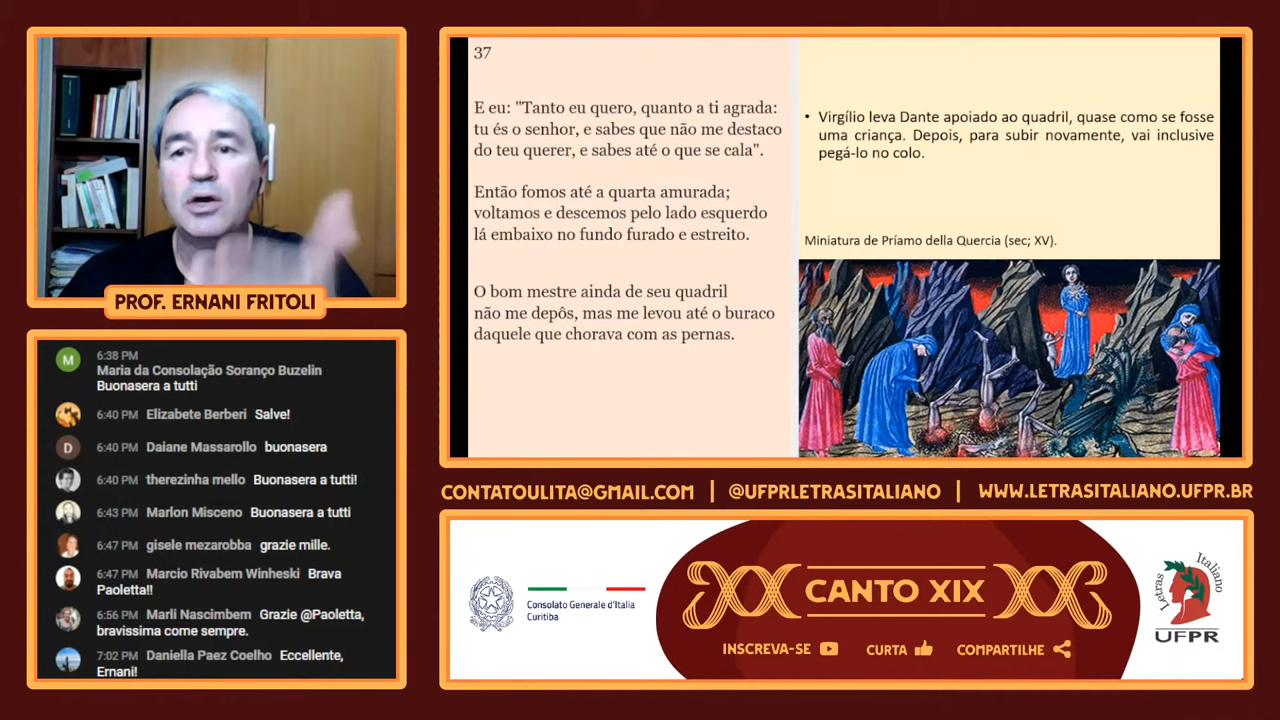 PROF. ERNANI FRITOLI
6:38 PM
Maria da Consolação Soranço Buzelin
Buonasera a tutti
6:40 PM Elizabete Berberi Salve!
D
6:40 PM Daiane Massarollo buonasera
6:40 PM therezinha mello Buonasera a tutti!
6:43 PM Marlon Misceno Buonasera a tutti
6:47 PM gisele mezarobba grazie mille.
6:47 PM Marcio Rivabem Winheski Brava
Paoletta!!
6:56 PM Marli Nascimbem Grazie @Paoletta,
bravissima come sempre.
7:02 PM Daniella Paez Coelho Eccellente,
Ernani!
M
37
E eu: "Tanto eu quero, quanto a ti agrada:
tu és o senhor, e sabes que não me destaco
do teu querer, e sabes até o que se cala".
Então fomos até a quarta amurada;
voltamos e descemos pelo lado esquerdo
lá embaixo no fundo furado e estreito.
O bom mestre ainda de seu quadril
não me depôs, mas me levou até o buraco
daquele que chorava com as pernas.
• Virgílio leva Dante apoiado ao quadril, quase como se fosse
uma criança. Depois, para subir novamente, vai inclusive
pegá-lo no colo.
Miniatura de Príamo della Quercia (sec; XV).
CONTATOULITA@GMAIL.COM | @UFPRLETRASITALIANO | WWW.LETRASITALIANO.UFPR.BR
Consolato Generale d'Italia
Curitiba
CANTO XIX
INSCREVA-SE
CURTA
COMPARTILHE
Letras Italiano
UFPR